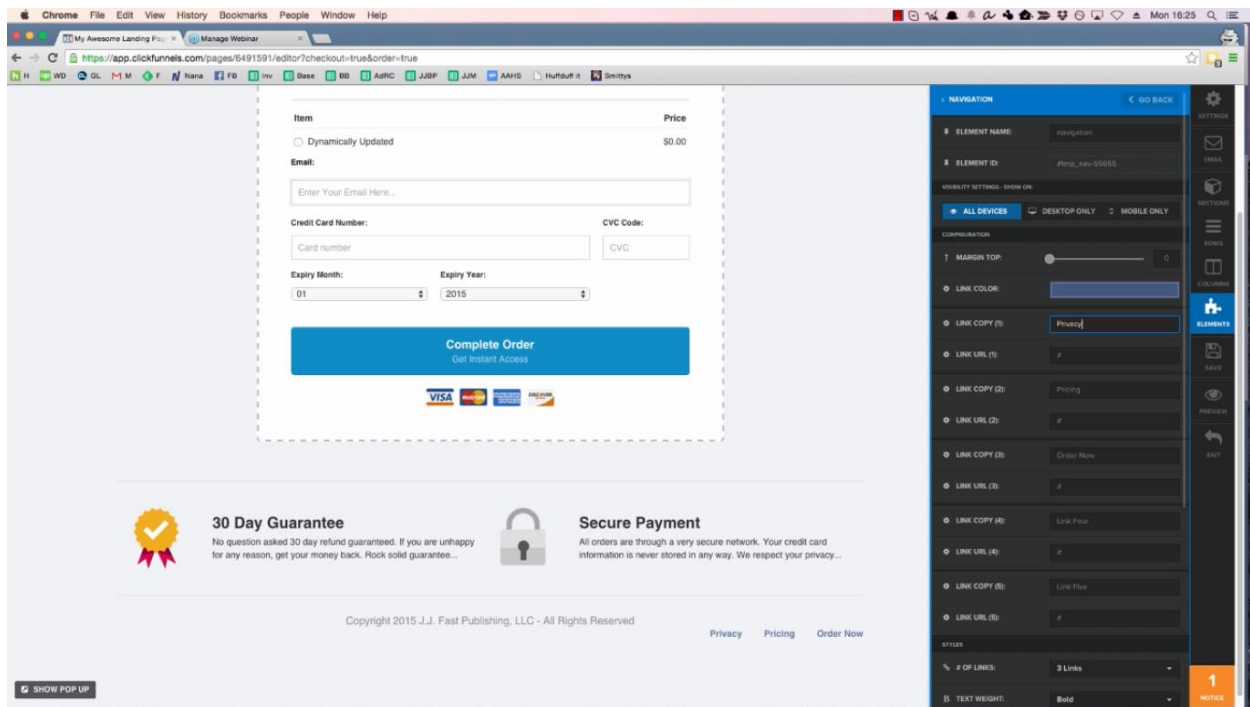 Chrome File Edit View History Bookmarks People Window Help
Mon 16:25
My Awesome Landing Pag
Manage Webinar
https://app.clickfunnels.com/pages/6491591/editor?checkout=true&order=true
H WD GL M M F Nana FB Inv Base BB AdRC JJBP JJM AAHS Huffduff it Smittys
Item Price
Dynamically Updated $0.00
Email:
Enter Your Email Here...
Credit Card Number: CVC Code:
Card number CVC
Expiry Month: Expiry Year:
01 2015
Complete Order
Get Instant Access
VISA
30 Day Guarantee
No question asked 30 day refund guaranteed. If you are unhappy
for any reason, get your money back. Rock solid guarantee...
Secure Payment
All orders are through a very secure network. Your credit card
information is never stored in any way. We respect your privacy...
Copyright 2015 J.J. Fast Publishing, LLC - All Rights Reserved
Privacy Pricing Order Now
SHOW POP UP
NAVIGATION GO BACK
ELEMENT NAME: navigation
ELEMENT ID: #tmp_nav-55655
VISIBILITY SETTINGS - SHOW ON:
ALL DEVICES DESKTOP ONLY MOBILE ONLY
CONFIGURATION
MARGIN TOP: 0
LINK COLOR:
LINK COPY (1): Privacy
LINK URL (1): #
LINK COPY (2): Pricing
LINK URL (2): #
LINK COPY (3): Order Now
LINK URL (3): #
LINK COPY (4): Link Four
LINK URL (4): #
LINK COPY (5): Link Five
LINK URL (5): #
STYLES
# OF LINKS: 3 Links
TEXT WEIGHT: Bold
SETTINGS
EMAIL
SECTIONS
ROWS
COLUMNS
ELEMENTS
SAVE
PREVIEW
EXIT
1
NOTICE